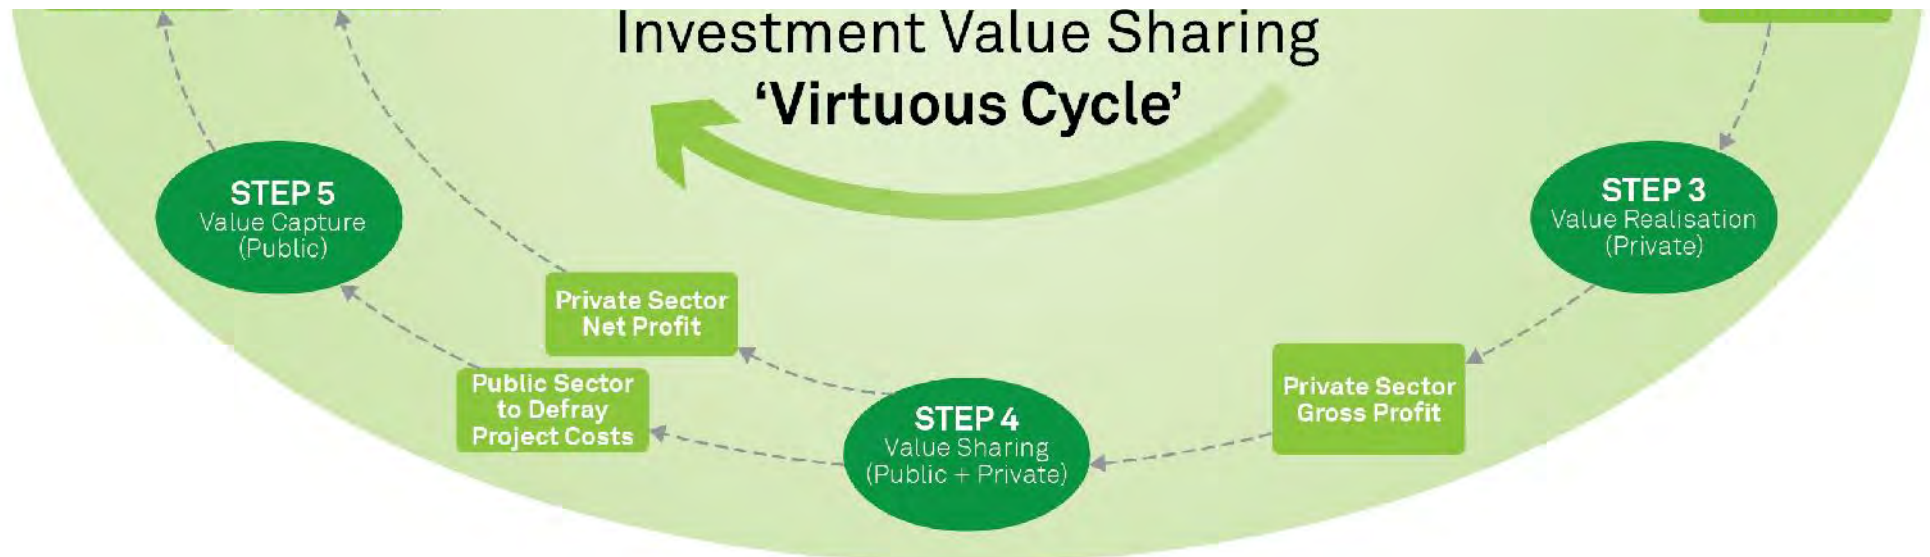 Investment Value Sharing
‘Virtuous Cycle’
STEP 5
Value Capture
(Public)
STEP 3
Value Realisation
(Private)
Private Sector
Net Profit
Public Sector
to Defray
Project Costs
STEP 4
Value Sharing
(Public + Private)
Private Sector
Gross Profit